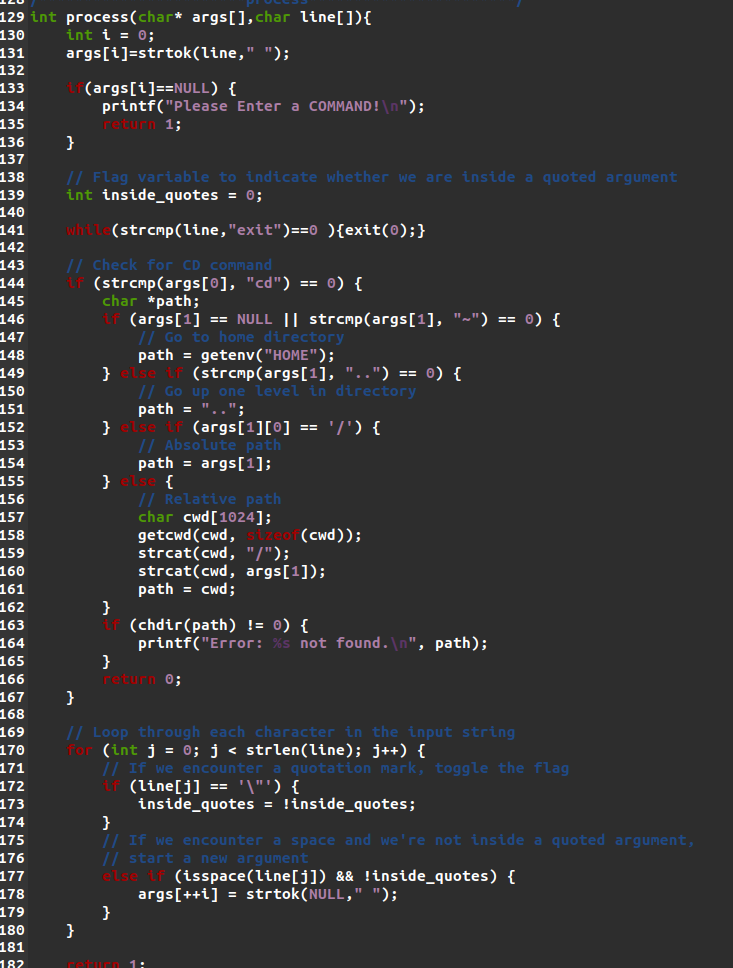 128 / process /
129 int process(char* args[],char line[]){
130 int i = 0;
131 args[i]=strtok(line," ");
132
133 if(args[i]==NULL) {
134 printf("Please Enter a COMMAND!\n");
135 return 1;
136 }
137
138 // Flag variable to indicate whether we are inside a quoted argument
139 int inside_quotes = 0;
140
141 while(strcmp(line,"exit")==0 ){exit(0);}
142
143 // Check for CD command
144 if (strcmp(args[0], "cd") == 0) {
145 char *path;
146 if (args[1] == NULL || strcmp(args[1], "~") == 0) {
147 // Go to home directory
148 path = getenv("HOME");
149 } else if (strcmp(args[1], "..") == 0) {
150 // Go up one level in directory
151 path = "..";
152 } else if (args[1][0] == '/') {
153 // Absolute path
154 path = args[1];
155 } else {
156 // Relative path
157 char cwd[1024];
158 getcwd(cwd, sizeof(cwd));
159 strcat(cwd, "/");
160 strcat(cwd, args[1]);
161 path = cwd;
162 }
163 if (chdir(path) != 0) {
164 printf("Error: %s not found.\n", path);
165 }
166 return 0;
167 }
168
169 // Loop through each character in the input string
170 for (int j = 0; j < strlen(line); j++) {
171 // If we encounter a quotation mark, toggle the flag
172 if (line[j] == '\"') {
173 inside_quotes = !inside_quotes;
174 }
175 // If we encounter a space and we're not inside a quoted argument,
176 // start a new argument
177 else if (isspace(line[j]) && !inside_quotes) {
178 args[++i] = strtok(NULL," ");
179 }
180 }
181
182 return 1;